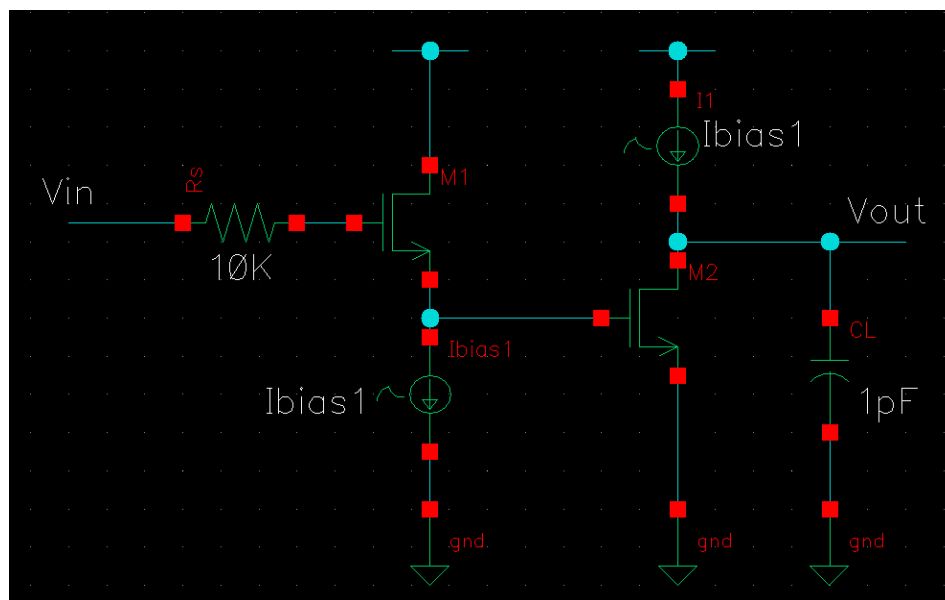 I1
Ibias1
Rs
M1
Vin
Vout
10K
M2
Ibias1
CL
Ibias1
1pF
gnd
gnd
gnd